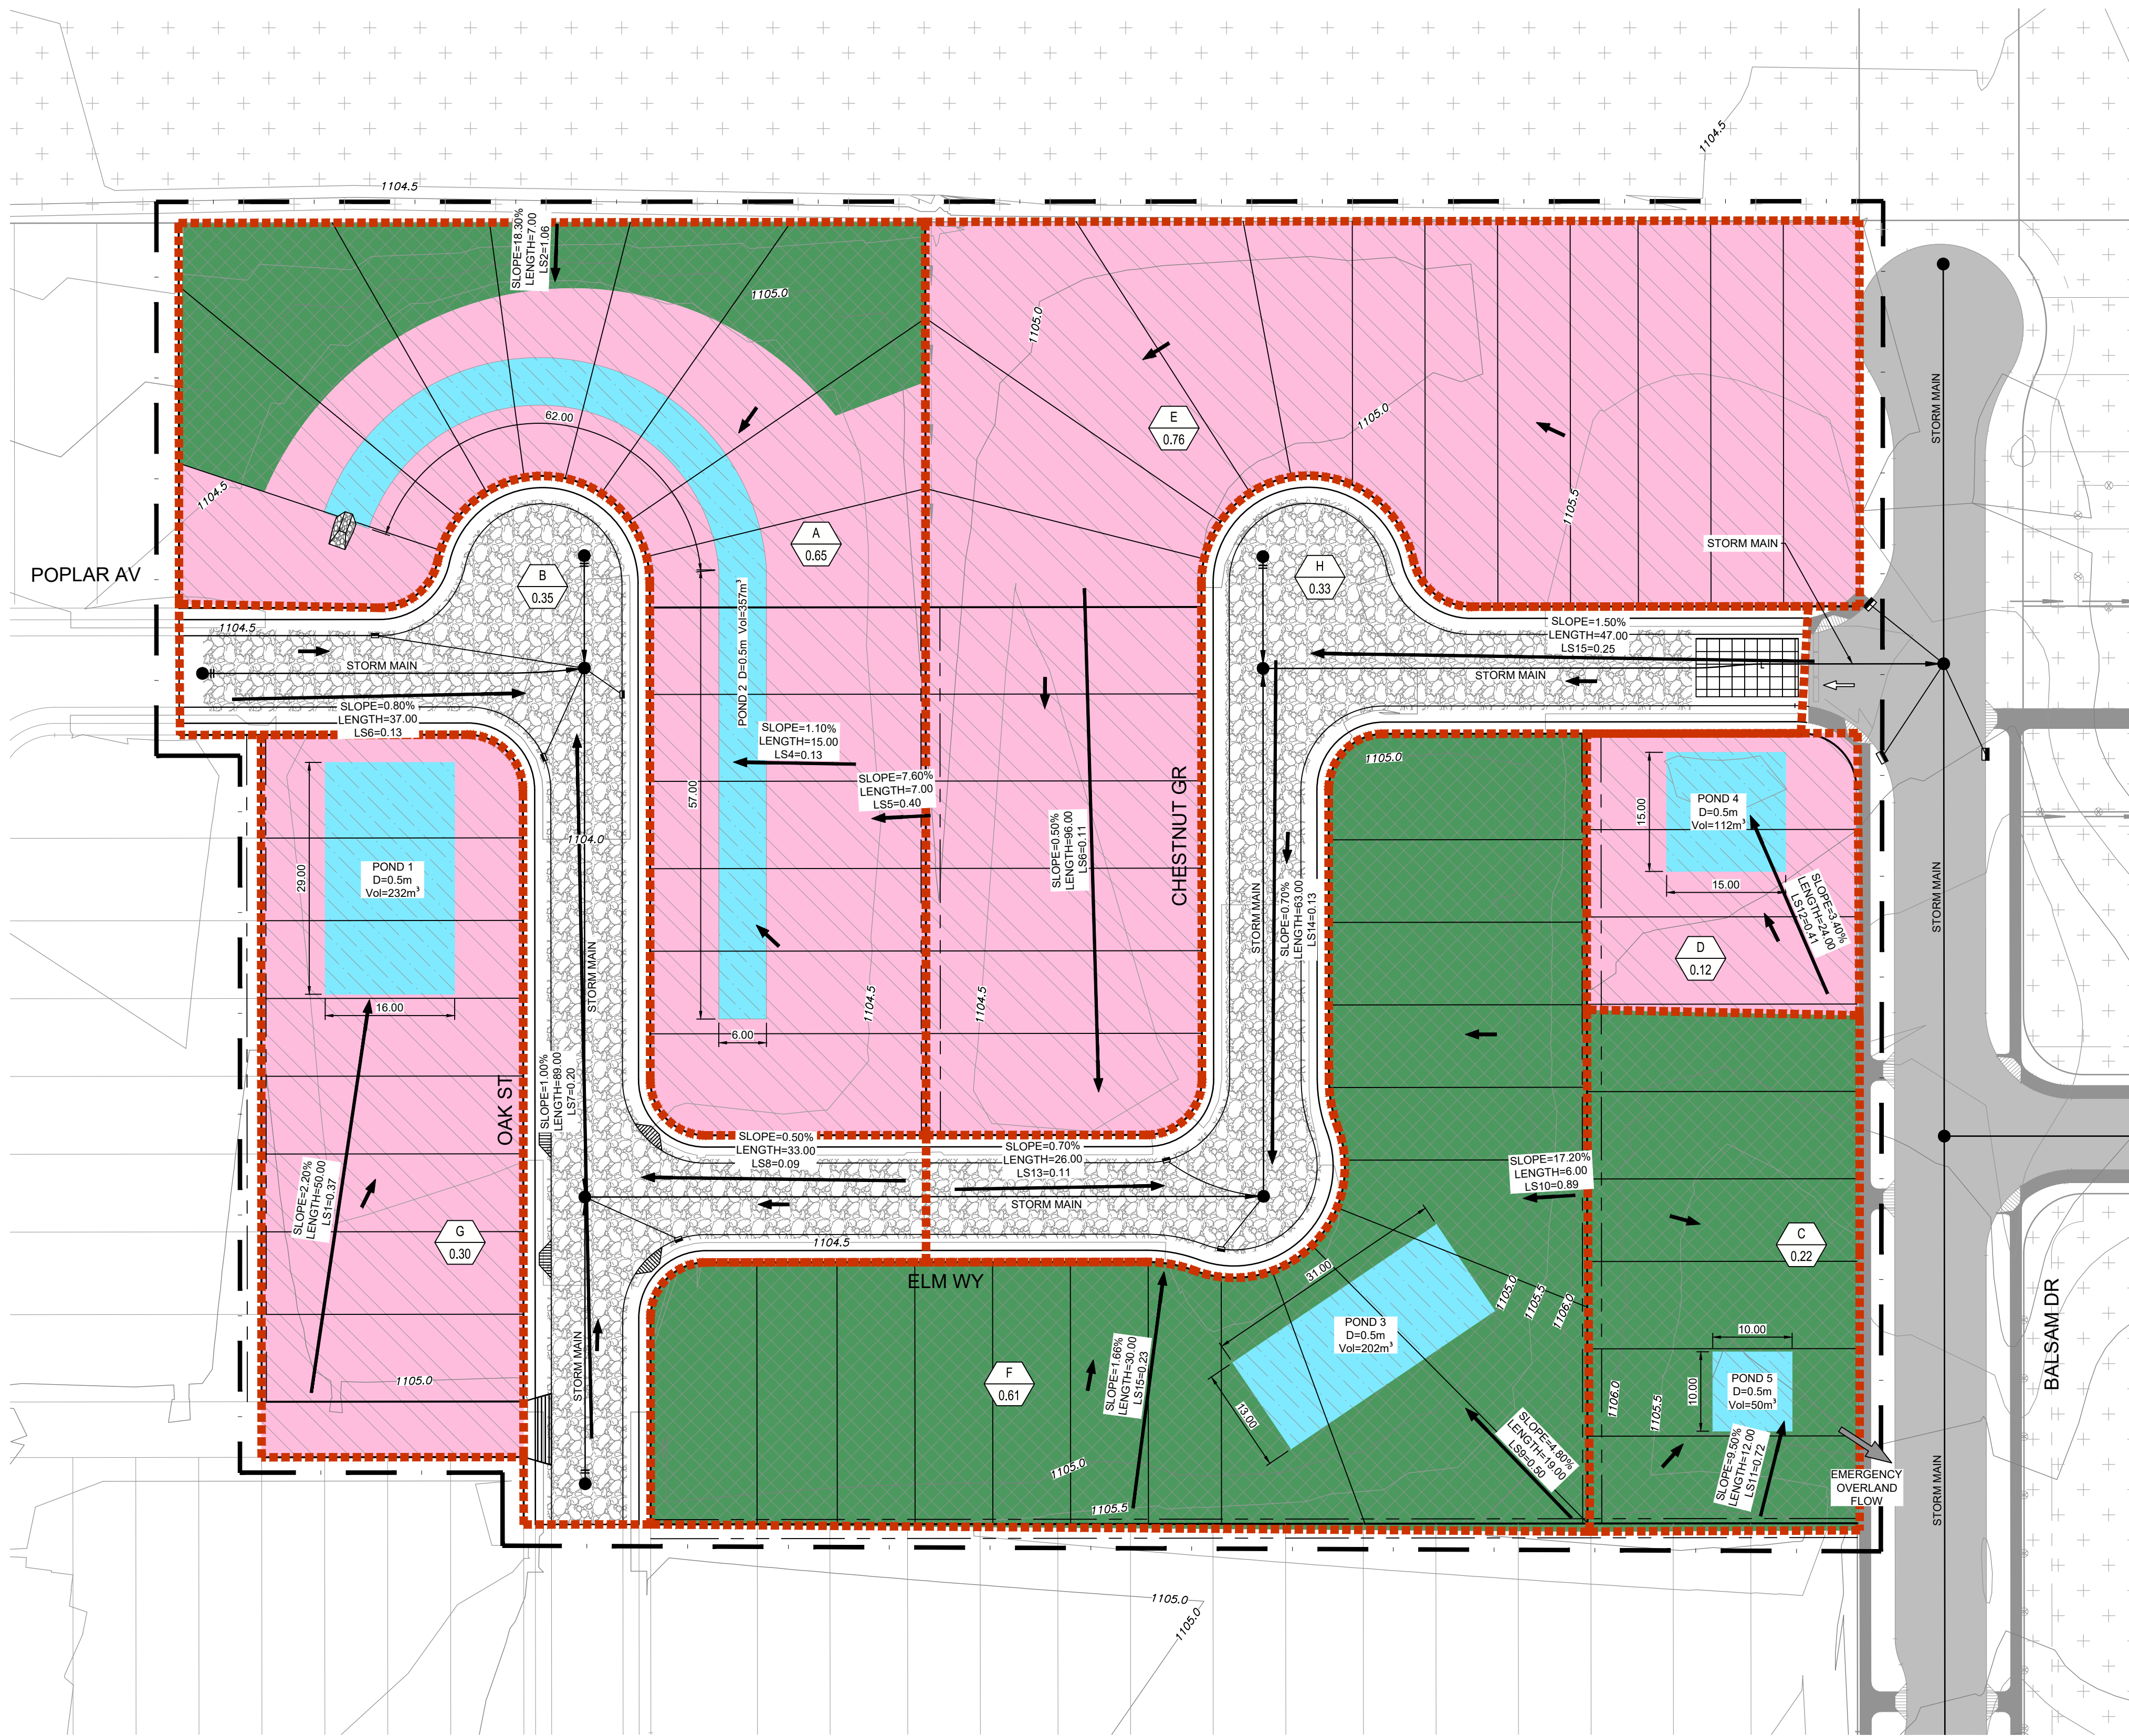 1104.5
1104.5
SLOPE=18.30%
LENGTH=7.00
LS2=1.06
1105.0
1105.0
STORM MAIN
62.00
E
0.76
1105.0
1104.5
1105.5
A
0.65
STORM MAIN
POPLAR AV
B
0.35
H
0.33
1104.5
STORM MAIN
SLOPE=0.80%
LENGTH=37.00
LS6=0.13
POND 2 D=0.5m Vol=357m³
SLOPE=1.50%
LENGTH=47.00
LS15=0.25
STORM MAIN
SLOPE=1.10%
LENGTH=15.00
LS4=0.13
SLOPE=7.60%
LENGTH=7.00
LS5=0.40
57.00
CHESTNUT GR
1105.0
15.00
POND 4
D=0.5m
Vol=112m³
15.00
29.00
POND 1
D=0.5m
Vol=232m³
16.00
1104.0
STORM MAIN
SLOPE=0.50%
LENGTH=96.00
LS6=0.11
STORM MAIN
SLOPE=0.70%
LENGTH=63.00
LS14=0.13
SLOPE=3.40%
LENGTH=24.00
LS12=0.41
D
0.12
STORM MAIN
1104.5
1104.5
6.00
OAK ST
SLOPE=1.00%
LENGTH=89.00
LS7=0.20
SLOPE=0.50%
LENGTH=33.00
LS8=0.09
SLOPE=0.70%
LENGTH=26.00
LS13=0.11
STORM MAIN
SLOPE=17.20%
LENGTH=6.00
LS10=0.89
SLOPE=2.20%
LENGTH=50.00
LS1=0.37
G
0.30
1104.5
ELM WY
C
0.22
31.00
1105.0
1105.5
1106.0
POND 3
D=0.5m
Vol=202m³
13.00
10.00
10.00
POND 5
D=0.5m
Vol=50m³
BALSAM DR
STORM MAIN
1105.0
F
0.61
SLOPE=1.66%
LENGTH=30.00
LS15=0.23
1106.0
1105.5
SLOPE=4.80%
LENGTH=19.00
LS9=0.50
SLOPE=9.50%
LENGTH=12.00
LS11=0.72
1105.0
1105.5
EMERGENCY
OVERLAND
FLOW
STORM MAIN
1105.0
1105.0